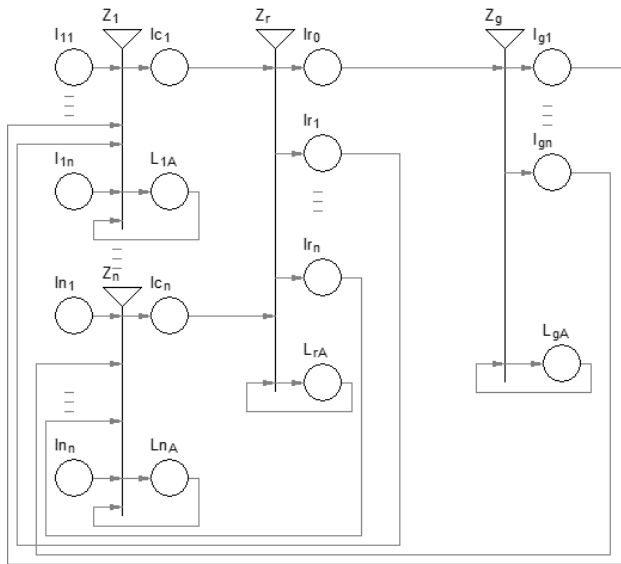 Z1 Zr Zg
I11 Ic1 Ir0 Ig1
Ir1
I1n L1A Ign
Irn
Zn
In1 Icn
LrA LgA
Inn LnA